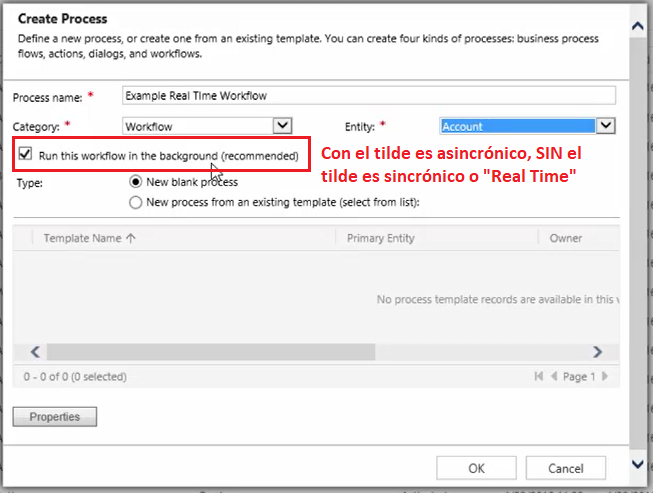 Create Process
Define a new process, or create one from an existing template. You can create four kinds of processes: business process
flows, actions, dialogs, and workflows.
Process name: * Example Real TIme Workflow
Category: * Workflow Entity: * Account
Run this workflow in the background (recommended)
Con el tilde es asincrónico, SIN el
tilde es sincrónico o "Real Time"
Type: New blank process
New process from an existing template (select from list):
Template Name Primary Entity Owner
No process template records are available in this
0 - 0 of 0 (0 selected) Page 1
Properties
OK Cancel